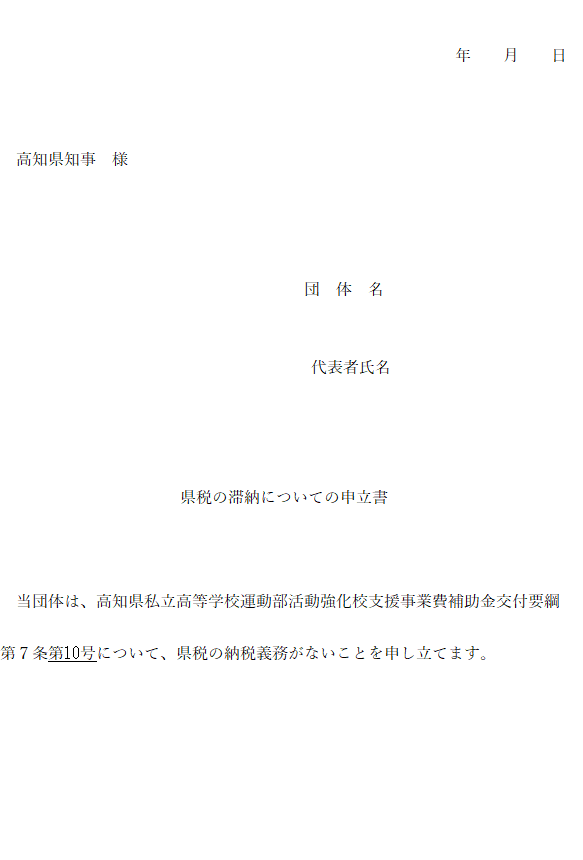 年　　月　　日
高知県知事　様
団　体　名
代表者氏名
県税の滞納についての申立書
当団体は、高知県私立高等学校運動部活動強化校支援事業費補助金交付要綱
第７条第10号について、県税の納税義務がないことを申し立てます。